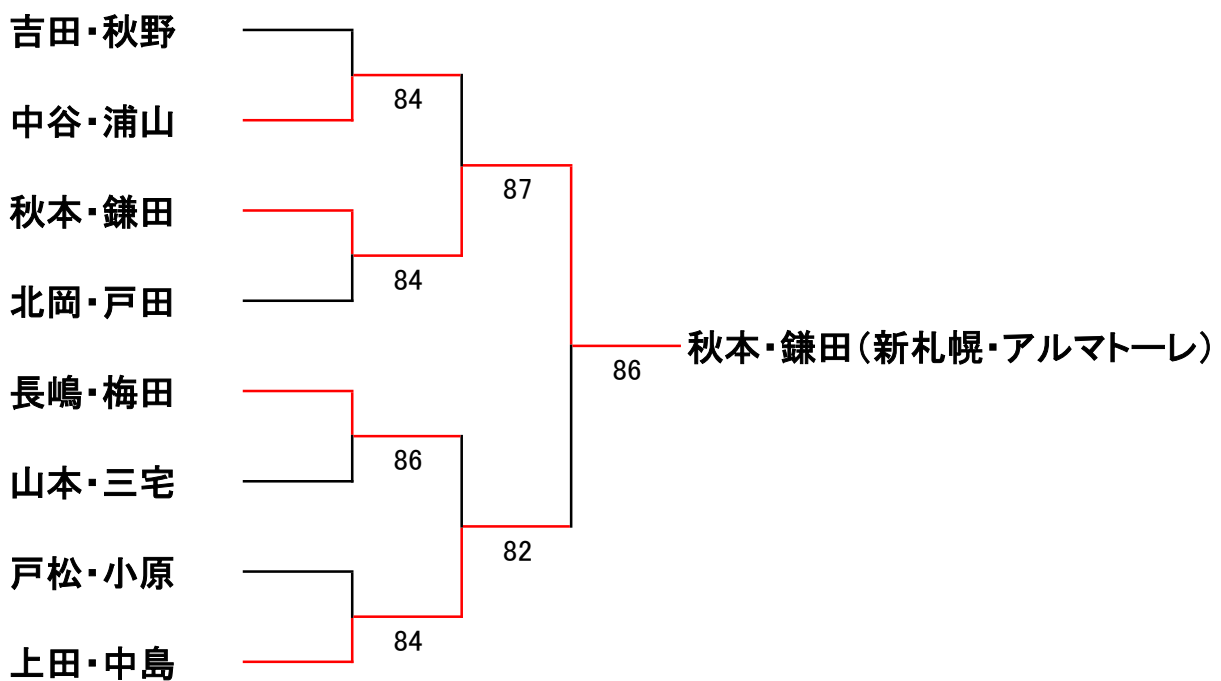 吉田・秋野
84
中谷・浦山
87
秋本・鎌田
84
北岡・戸田
秋本・鎌田（新札幌・アルマトーレ）
86
長嶋・梅田
86
山本・三宅
82
戸松・小原
84
上田・中島